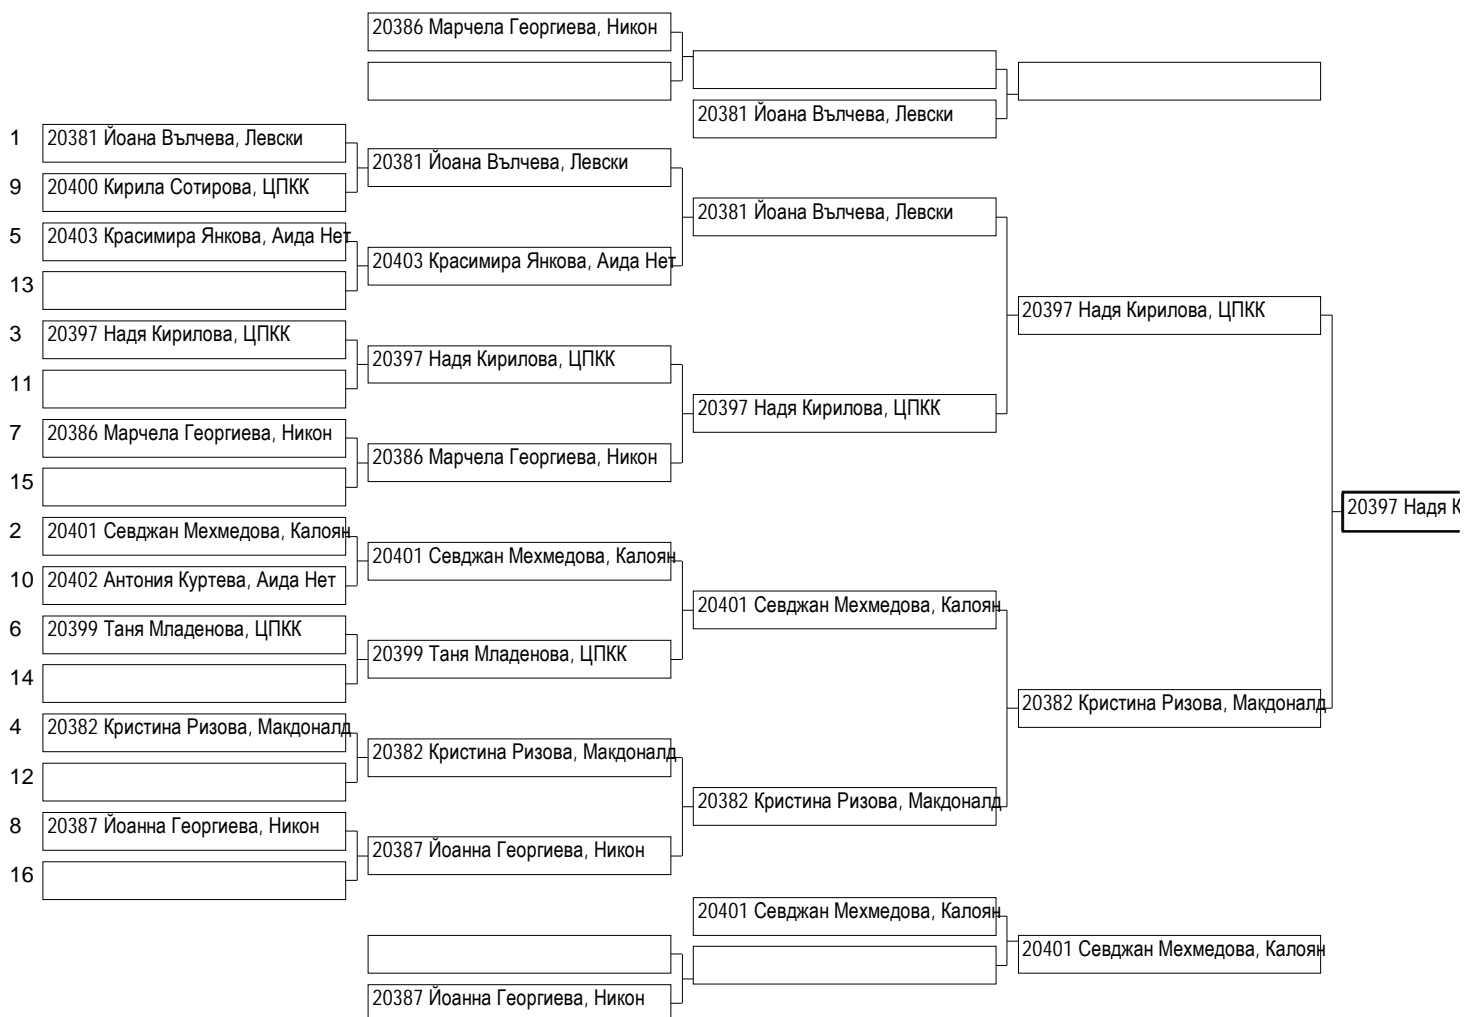 20386 Марчела Георгиева, Никон
20381 Йоана Вълчева, Левски
1 20381 Йоана Вълчева, Левски
20381 Йоана Вълчева, Левски
9 20400 Кирила Сотирова, ЦПКК
20381 Йоана Вълчева, Левски
5 20403 Красимира Янкова, Аида Нет
20403 Красимира Янкова, Аида Нет
13
20397 Надя Кирилова, ЦПКК
3 20397 Надя Кирилова, ЦПКК
20397 Надя Кирилова, ЦПКК
11
20397 Надя Кирилова, ЦПКК
7 20386 Марчела Георгиева, Никон
20386 Марчела Георгиева, Никон
15
20397 Надя К
2 20401 Севджан Мехмедова, Калоян
20401 Севджан Мехмедова, Калоян
10 20402 Антония Куртева, Аида Нет
20401 Севджан Мехмедова, Калоян
6 20399 Таня Младенова, ЦПКК
20399 Таня Младенова, ЦПКК
14
20382 Кристина Ризова, Макдоналд
4 20382 Кристина Ризова, Макдоналд
20382 Кристина Ризова, Макдоналд
12
20382 Кристина Ризова, Макдоналд
8 20387 Йоанна Георгиева, Никон
20387 Йоанна Георгиева, Никон
16
20401 Севджан Мехмедова, Калоян
20401 Севджан Мехмедова, Калоян
20387 Йоанна Георгиева, Никон